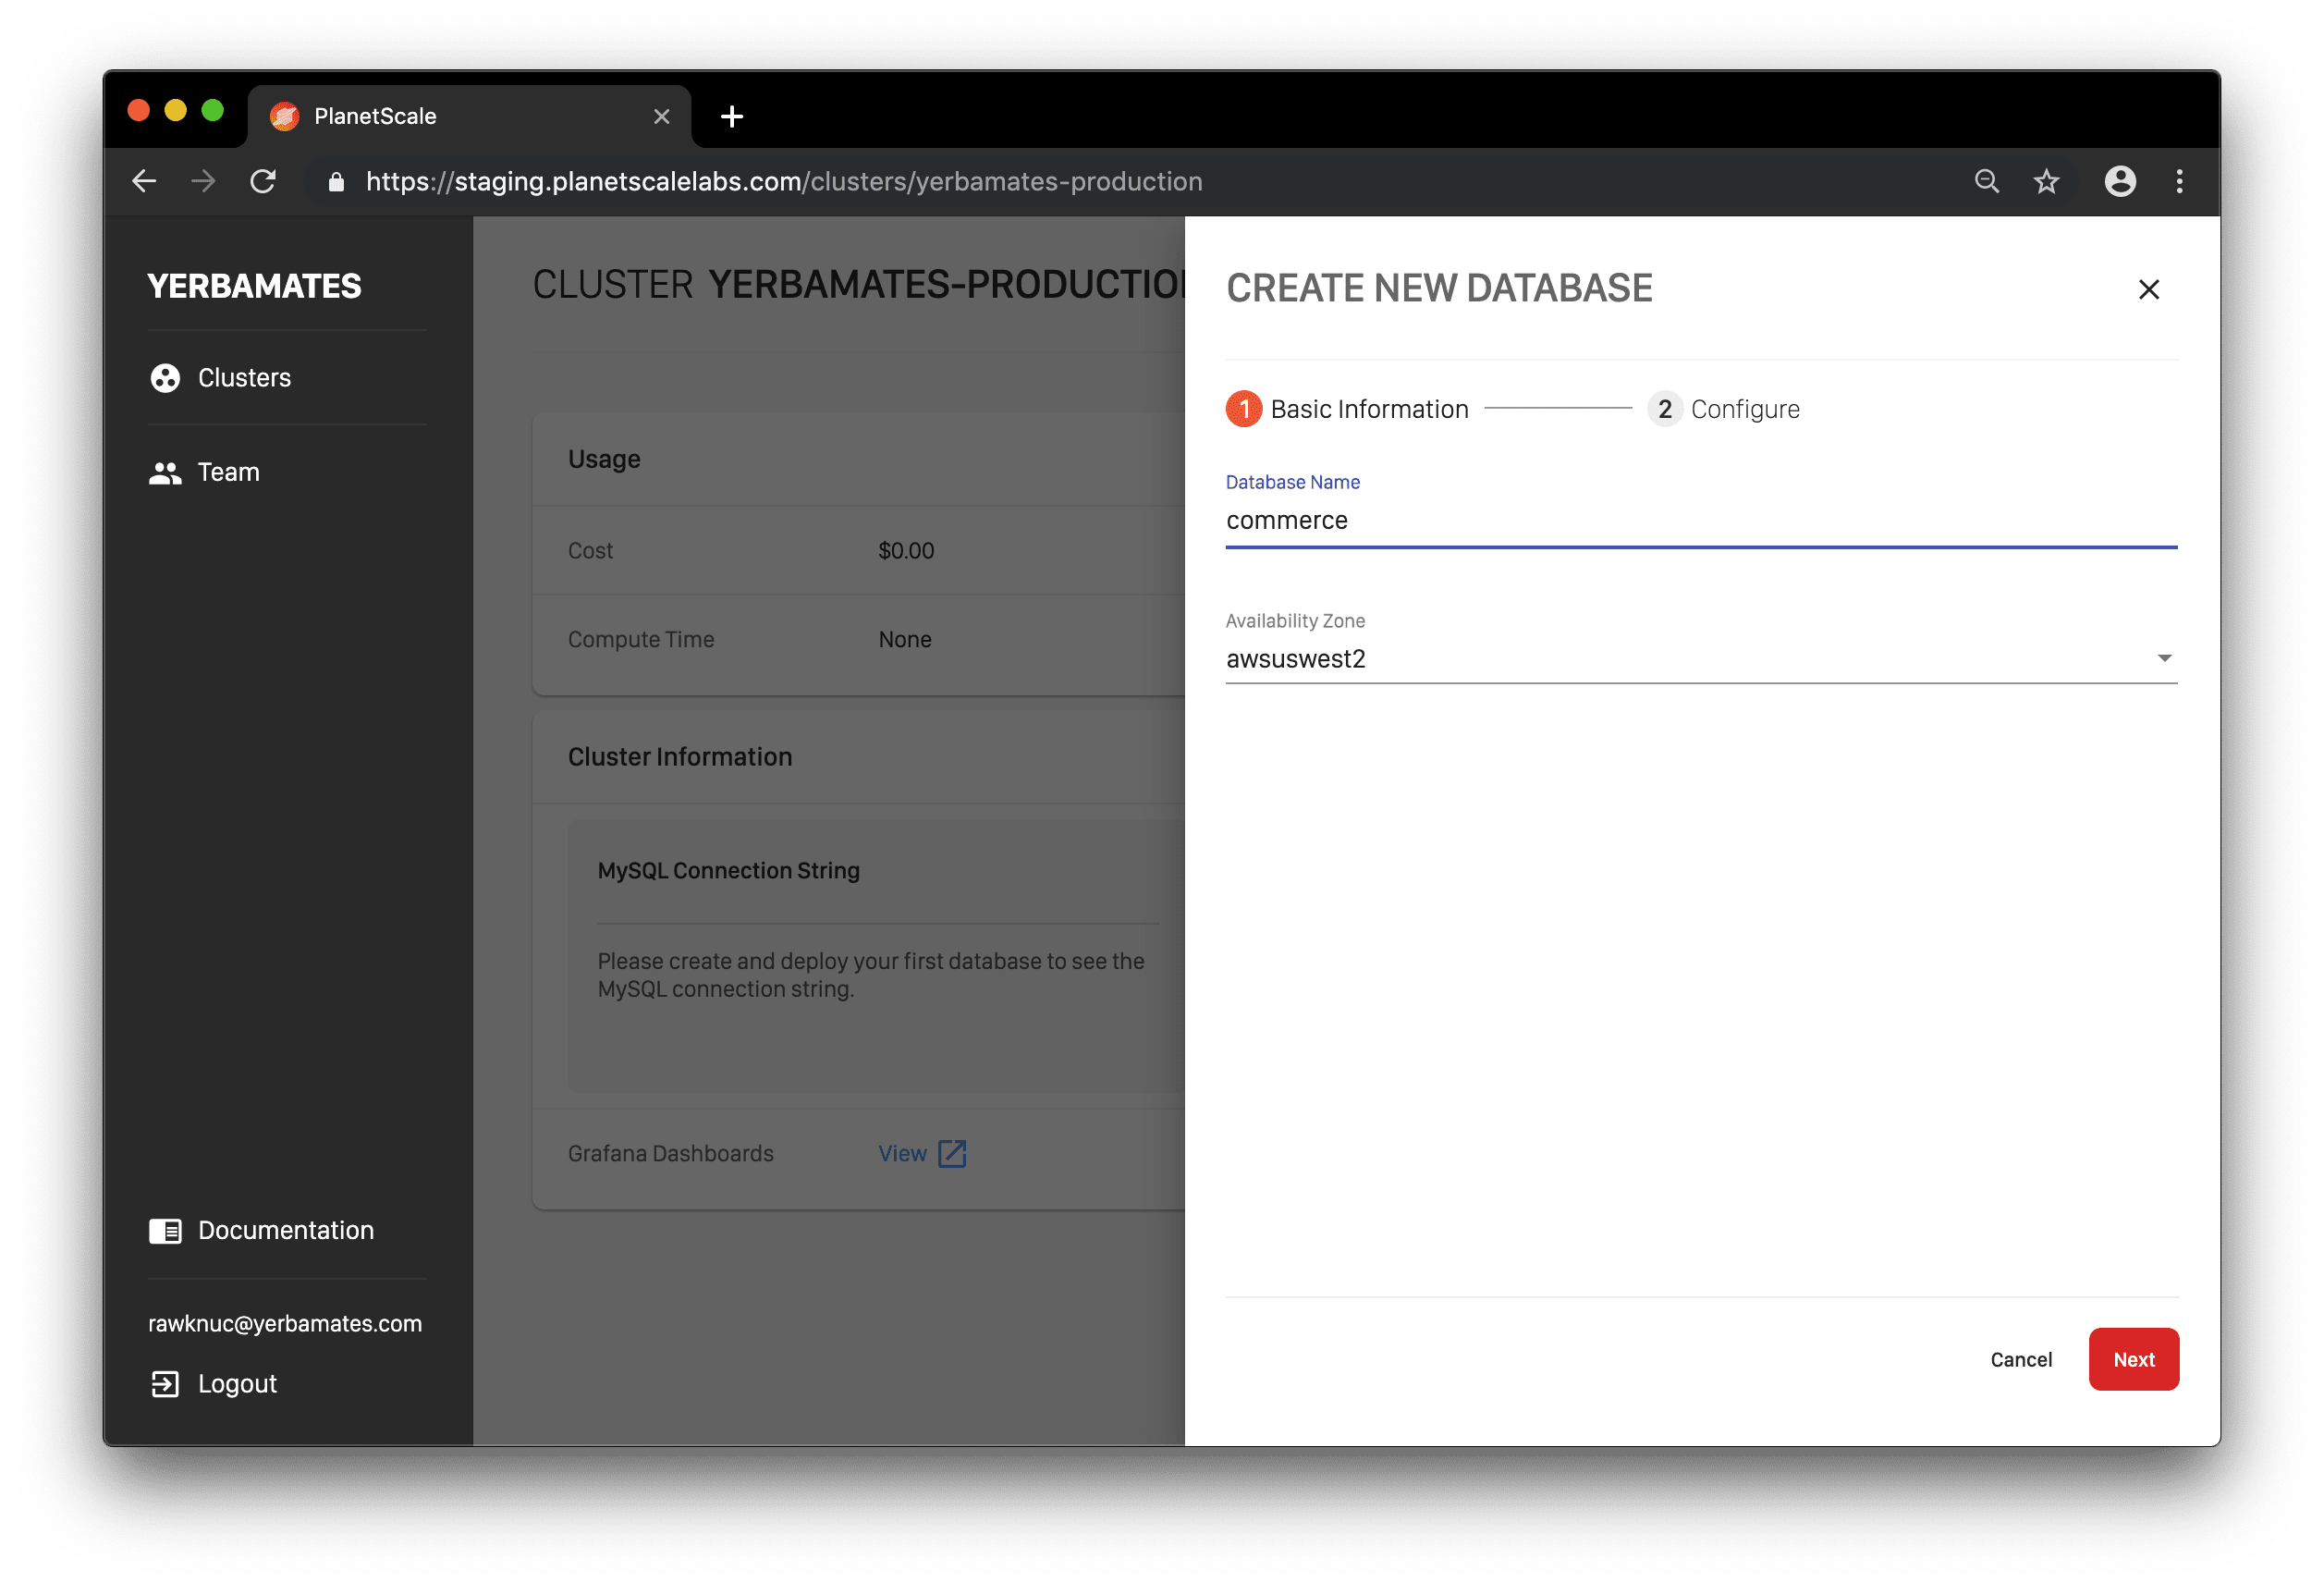 PlanetScale
https://staging.planetscalelabs.com/clusters/yerbamates-production
YERBAMATES
Clusters
Team
Documentation
rawknuc@yerbamates.com
Logout
CLUSTER YERBAMATES-PRODUCTIO
Usage
Cost $0.00
Compute Time None
Cluster Information
MySQL Connection String
Please create and deploy your first database to see the
MySQL connection string.
Grafana Dashboards View
CREATE NEW DATABASE
1 Basic Information 2 Configure
Database Name
commerce
Availability Zone
awsuswest2
Cancel Next